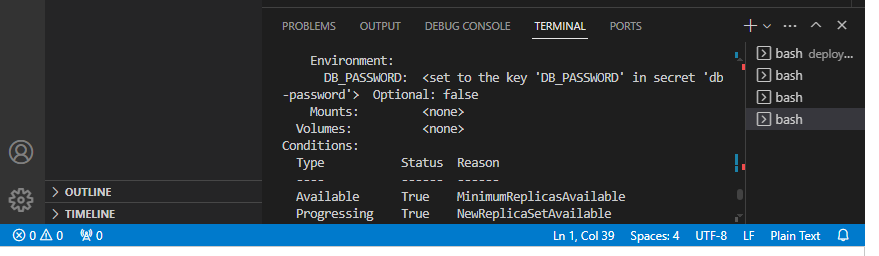 PROBLEMS OUTPUT DEBUG CONSOLE TERMINAL PORTS
Environment:
DB_PASSWORD: <set to the key 'DB_PASSWORD' in secret 'db
-password'> Optional: false
Mounts: <none>
Volumes: <none>
Conditions:
Type Status Reason
---- ------ ------
Available True MinimumReplicasAvailable
Progressing True NewReplicaSetAvailable
bash deploy...
bash
bash
bash
OUTLINE
TIMELINE
0 0 0 Ln 1, Col 39 Spaces: 4 UTF-8 LF Plain Text